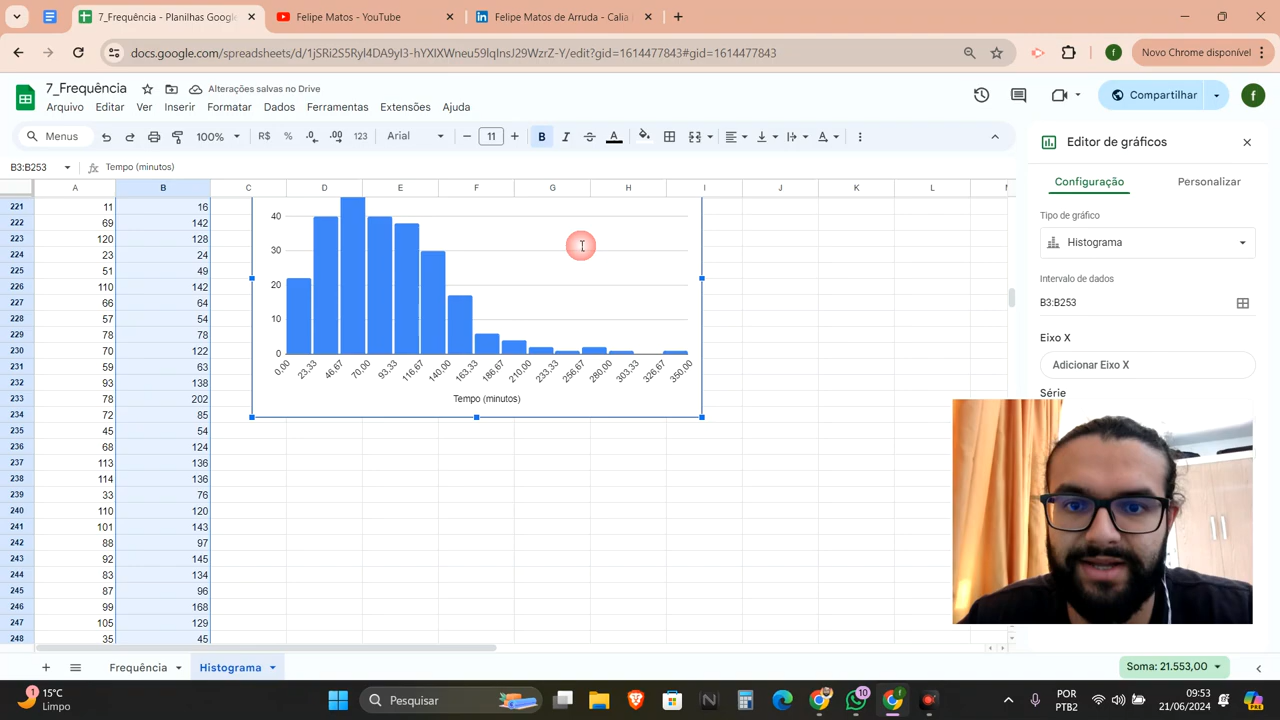 7_Frequência - Planilhas Goog
Felipe Matos - YouTube
Felipe Matos de Arruda - Calia
docs.google.com/spreadsheets/d/1jSRi2S5Ryl4DA9yl3-hYXIXWneu59IqInsJ29WzrZ-Y/edit?gid=1614477843#gid=1614477843
Novo Chrome disponível
f
7_Frequência
Alterações salvas no Drive
Arquivo Editar Ver Inserir Formatar Dados Ferramentas Extensões Ajuda
Compartilhar
f
Menus 100% R$ % .0 .00 123 Arial 11 B I A
B3:B253 fx Tempo (minutos)
Editor de gráficos
Configuração Personalizar
Tipo de gráfico
Histograma
Intervalo de dados
B3:B253
Eixo X
Adicionar Eixo X
Série
A B C D E F G H I J K L
221 11 16
222 69 142
223 120 128
224 23 24
225 51 49
226 110 142
227 66 64
228 57 54
229 78 78
230 70 122
231 59 63
232 93 138
233 78 202
234 72 85
235 45 54
236 68 124
237 113 136
238 114 136
239 33 76
240 110 120
241 101 143
242 88 97
243 92 145
244 83 134
245 87 96
246 99 168
247 105 129
248 35 45
40
30
20
10
0
0,00 23,33 46,67 70,00 93,33 116,67 140,00 163,33 186,67 210,00 233,33 256,67 280,00 303,33 326,67 350,00
Tempo (minutos)
Frequência Histograma
Soma: 21.553,00
15°C
Limpo
Pesquisar
10
POR
PTB2
09:53
21/06/2024